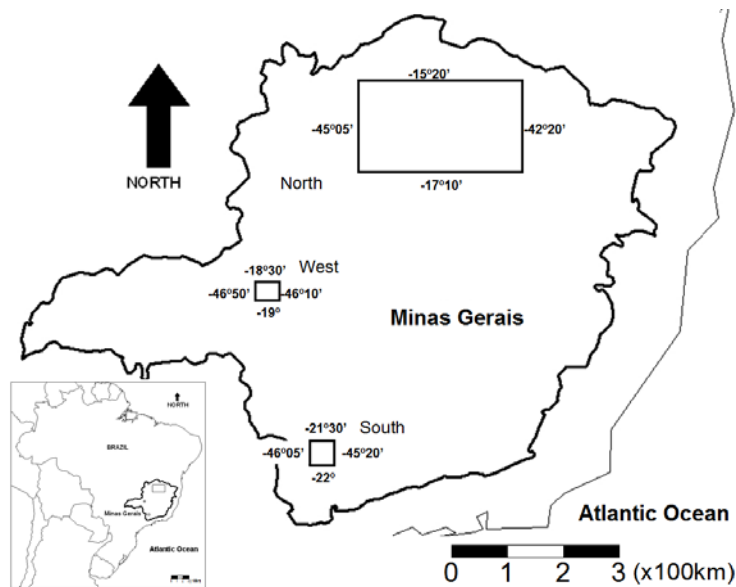 -15º20'
-45º05'
-42º20'
NORTH
North
-17º10'
-18º30'
West
-46º50'
-46º10'
-19º
Minas Gerais
-21º30'
South
-46º05'
-45º20'
-22º
NORTH
BRAZIL
Minas Gerais
Atlantic Ocean
Atlantic Ocean
0 1 2 3 (x100km)